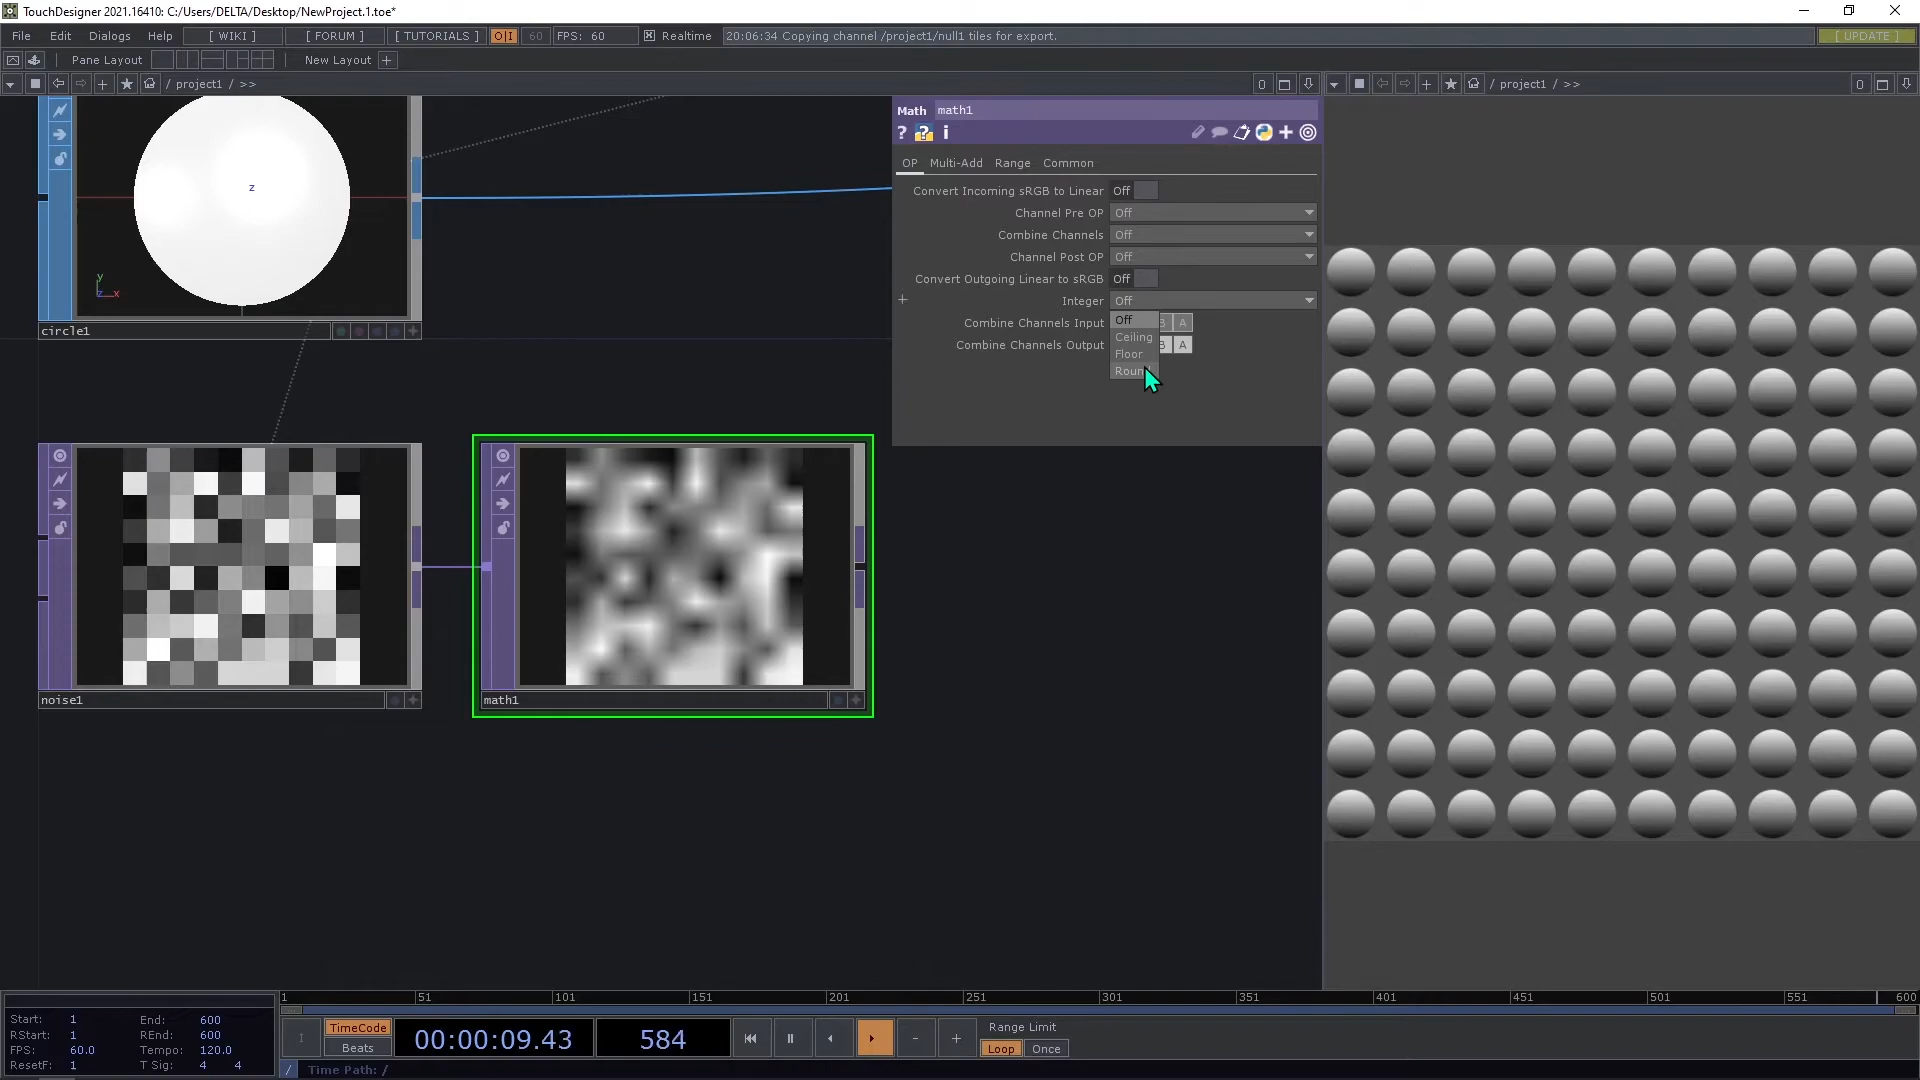 TouchDesigner 2021.16410: C:/Users/DELTA/Desktop/NewProject.1.toe*
File Edit Dialogs Help [ WIKI ] [ FORUM ] [ TUTORIALS ] O|I 60 FPS: 60 Realtime 20:06:34 Copying channel /project1/null1 tiles for export. [ UPDATE ]
Pane Layout New Layout +
/ project1 / >> 0
/ project1 / >> 0
Math math1
? ? i
OP Multi-Add Range Common
Convert Incoming sRGB to Linear Off
Channel Pre OP Off
Combine Channels Off
Channel Post OP Off
Convert Outgoing Linear to sRGB Off
+ Integer Off
Combine Channels Input B A
Combine Channels Output B A
Off
Ceiling
Floor
z
y
z x
circle1
noise1
math1
1 51 101 151 201 251 301 351 401 451 501 551 600
Start: 1 End: 600
RStart: 1 REnd: 600
FPS: 60.0 Tempo: 120.0
ResetF: 1 T Sig: 4 4
TimeCode
Beats
00:00:09.43
584
- +
Range Limit
Loop Once
/ Time Path: /